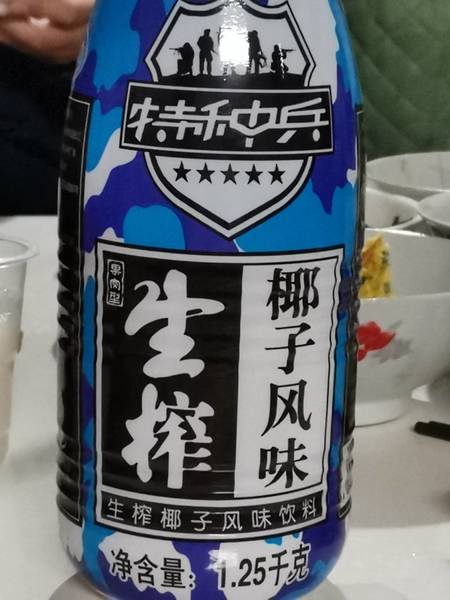 特种兵
果肉型
生榨
椰子风味
生榨椰子风味饮料
净含量：1.25千克